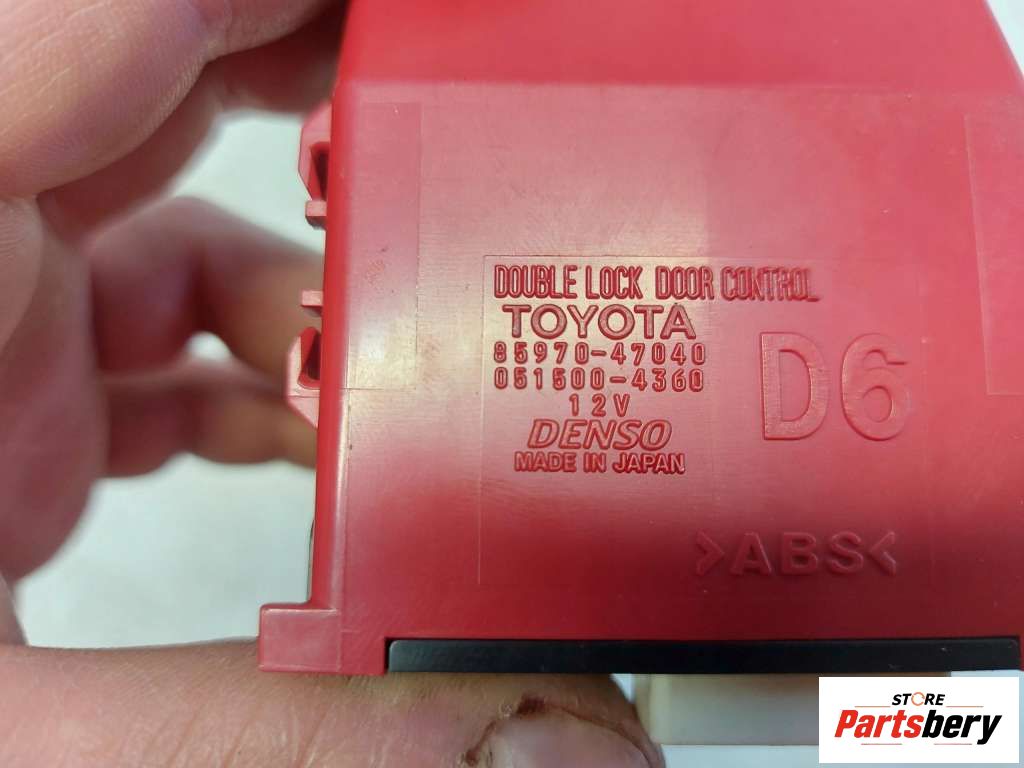 DOUBLE LOCK DOOR CONTROL
TOYOTA
85970-47040
051500-4360
12V
DENSO
MADE IN JAPAN
D6
>ABS<
STORE
Partsbery